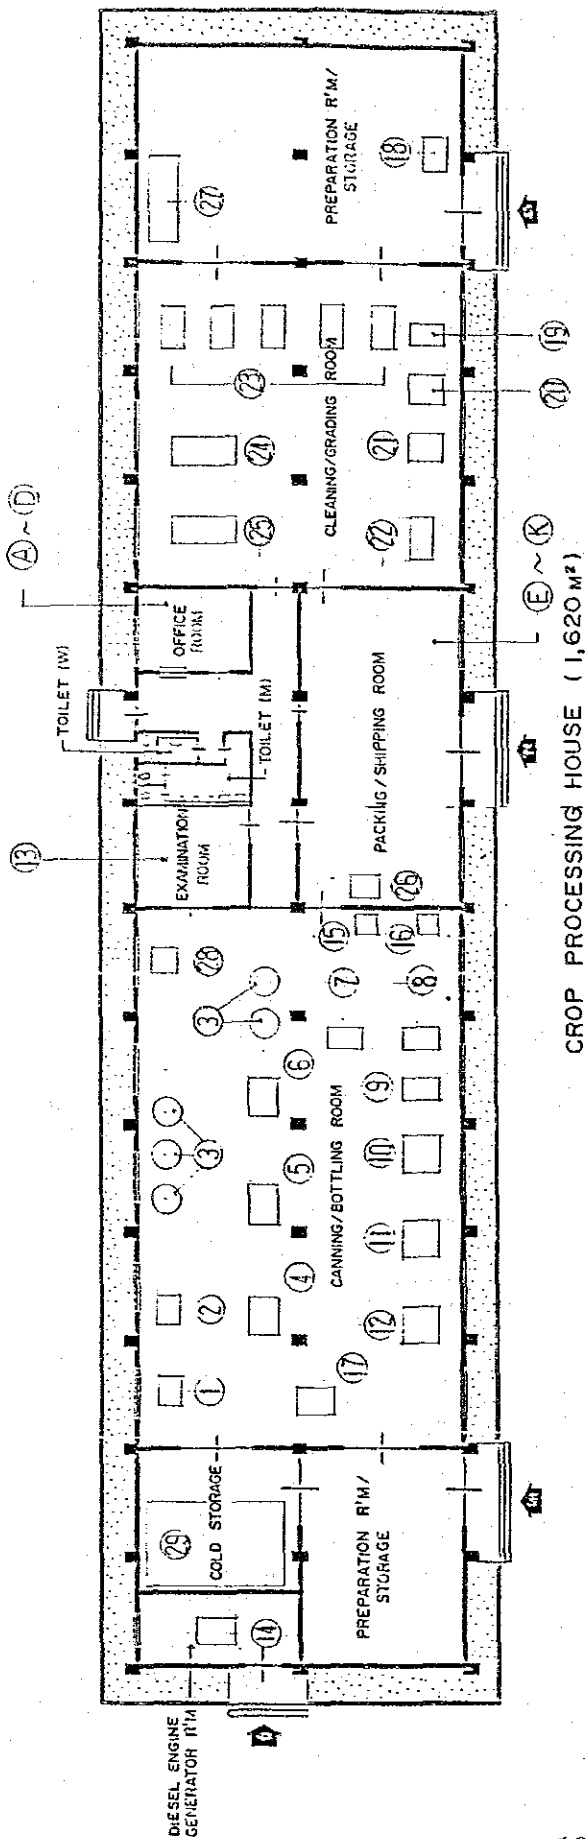 Ⓐ ~ Ⓓ
⑬
TOILET (W)
TOILET (M)
OFFICE
ROOM
EXAMINATION
ROOM
DIESEL ENGINE
GENERATOR R'M
⑭
㉙
COLD STORAGE
PREPARATION R'M/
STORAGE
①
②
③
③
㉘
④
⑤
⑥
CANNING/BOTTLING ROOM
⑰
⑫
⑪
⑩
⑨
⑦
⑧
⑮
⑯
㉖
PACKING/SHIPPING ROOM
Ⓔ ~ Ⓚ
㉕
㉔
㉓
CLEANING/GRADING ROOM
㉒
㉑
⑳
⑲
㉗
PREPARATION R'M/
STORAGE
⑱
CROP PROCESSING HOUSE (1,620 M²)